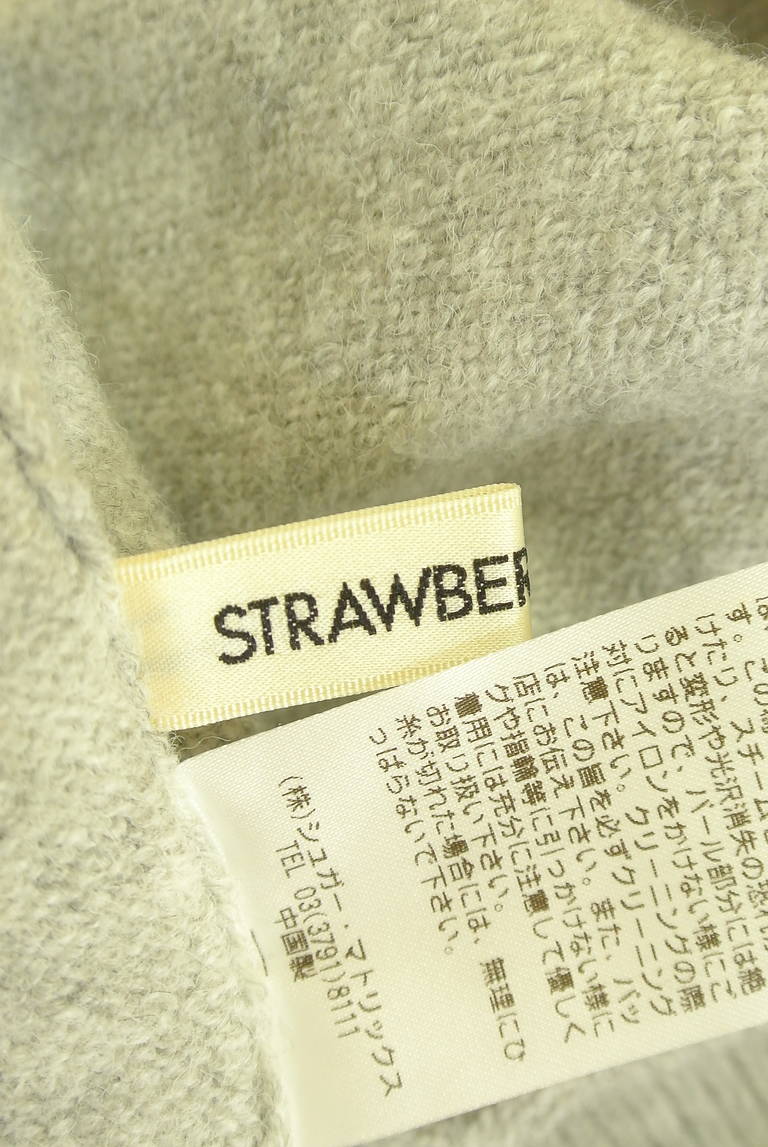 STRAWBER
は、この
す。スチーム
けたり、
ると変形や光沢消失の恐れ
りますので、パール部分には絶
対にアイロンをかけない様にご
注意下さい。クリーニングの際
は、この旨を必ずクリーニング
店にお伝え下さい。また、バッ
グや指輪等に引っかけない様に
着用には充分に注意して優しく
お取り扱い下さい。
糸が切れた場合には、無理にひ
っぱらないで下さい。
(株)シュガー・マトリックス
TEL 03(3791)8111
中国製